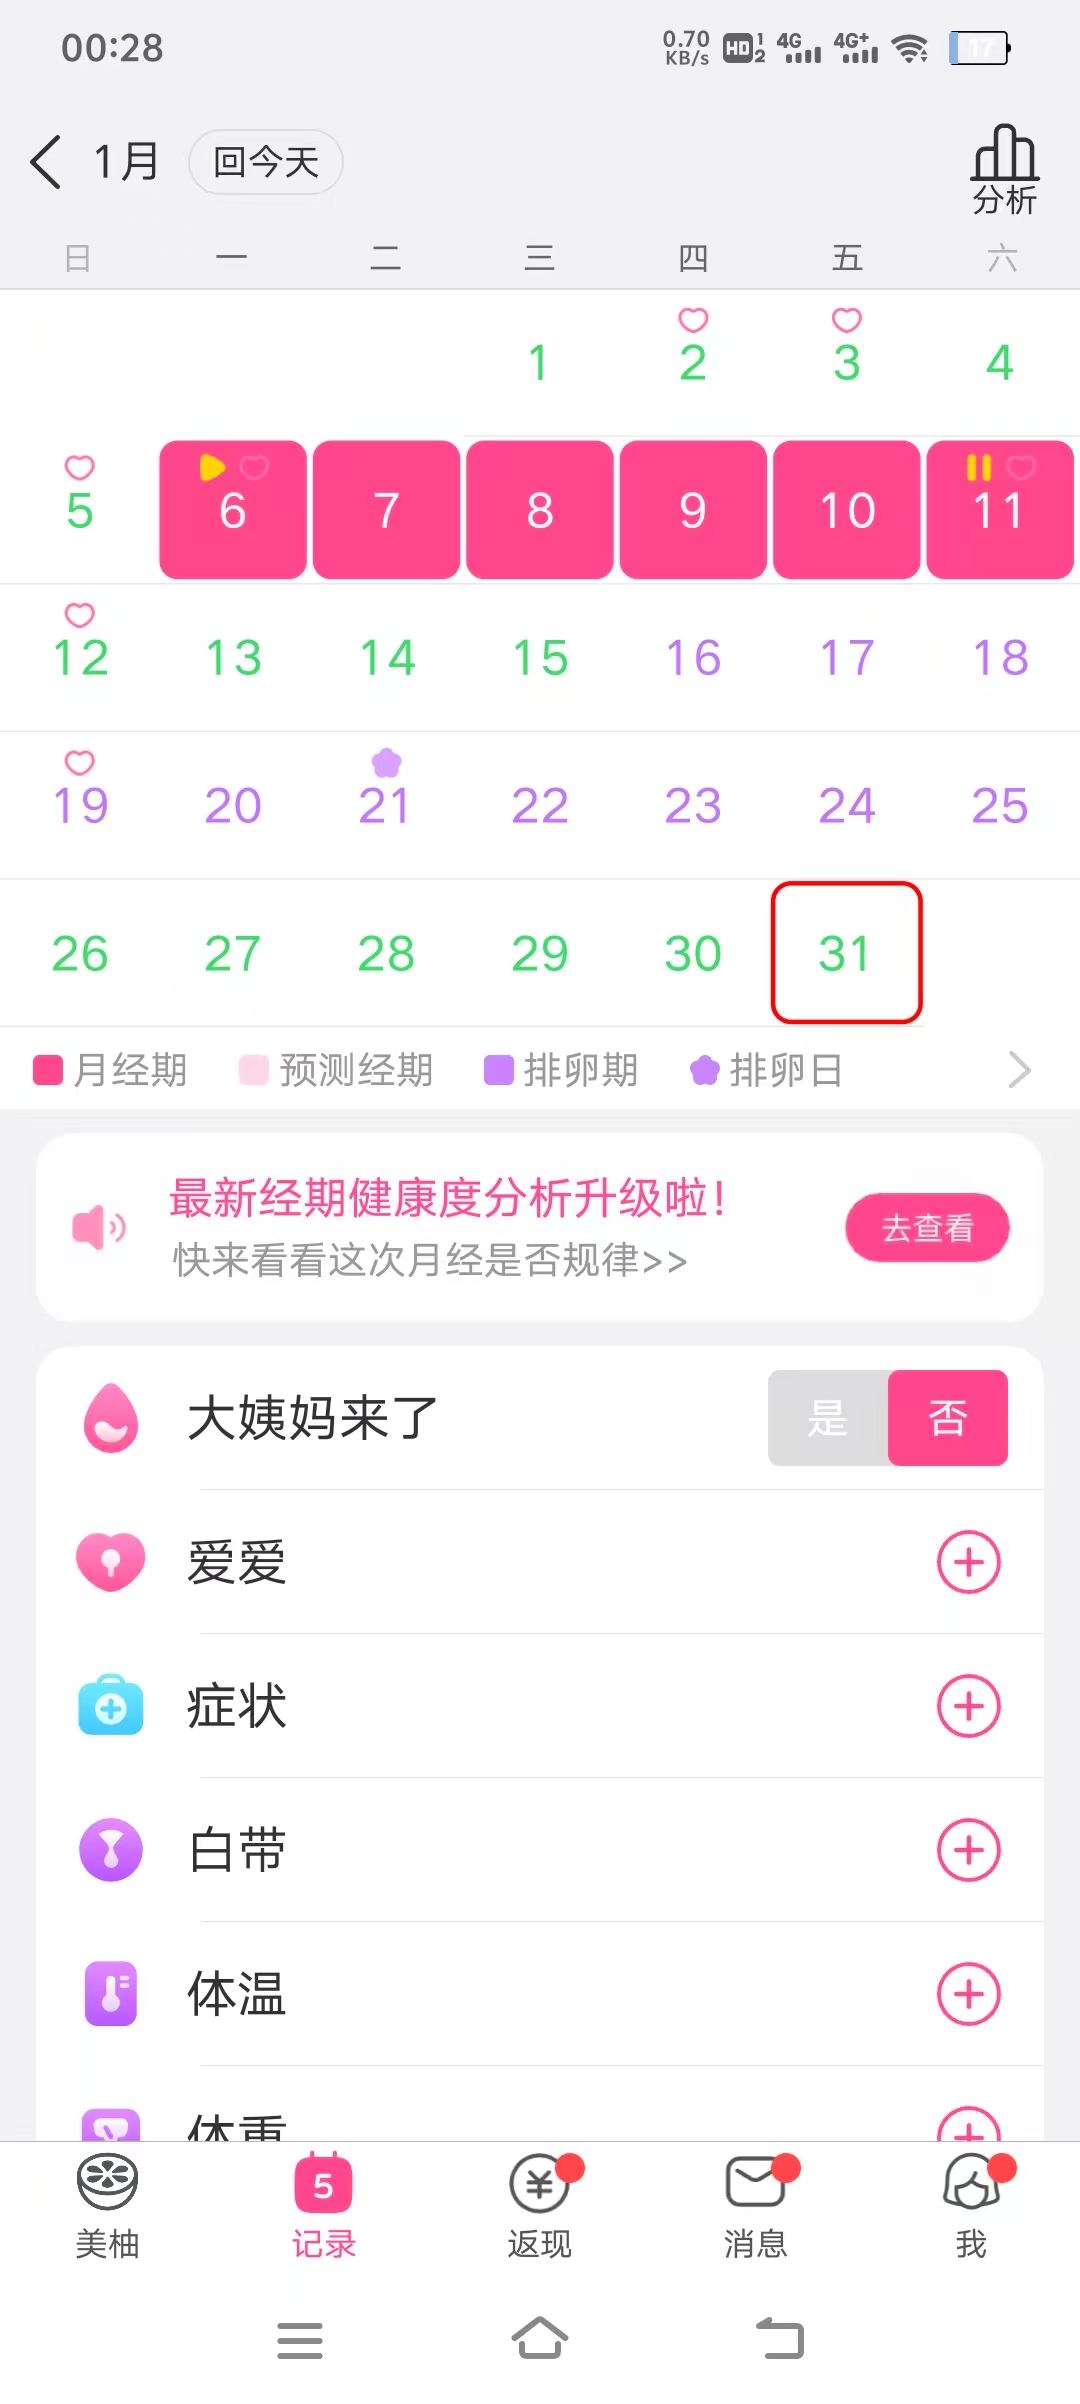 00:28
0.70 KB/s HD 1 2 4G 4G+ 17
1月 回今天 分析
日 一 二 三 四 五 六
1 2 3 4
5 6 7 8 9 10 11
12 13 14 15 16 17 18
19 20 21 22 23 24 25
26 27 28 29 30 31
月经期 预测经期 排卵期 排卵日
最新经期健康度分析升级啦！
快来看看这次月经是否规律>>
去查看
大姨妈来了 是 否
爱爱
症状
白带
体温
体重
5 ¥
美柚 记录 返现 消息 我